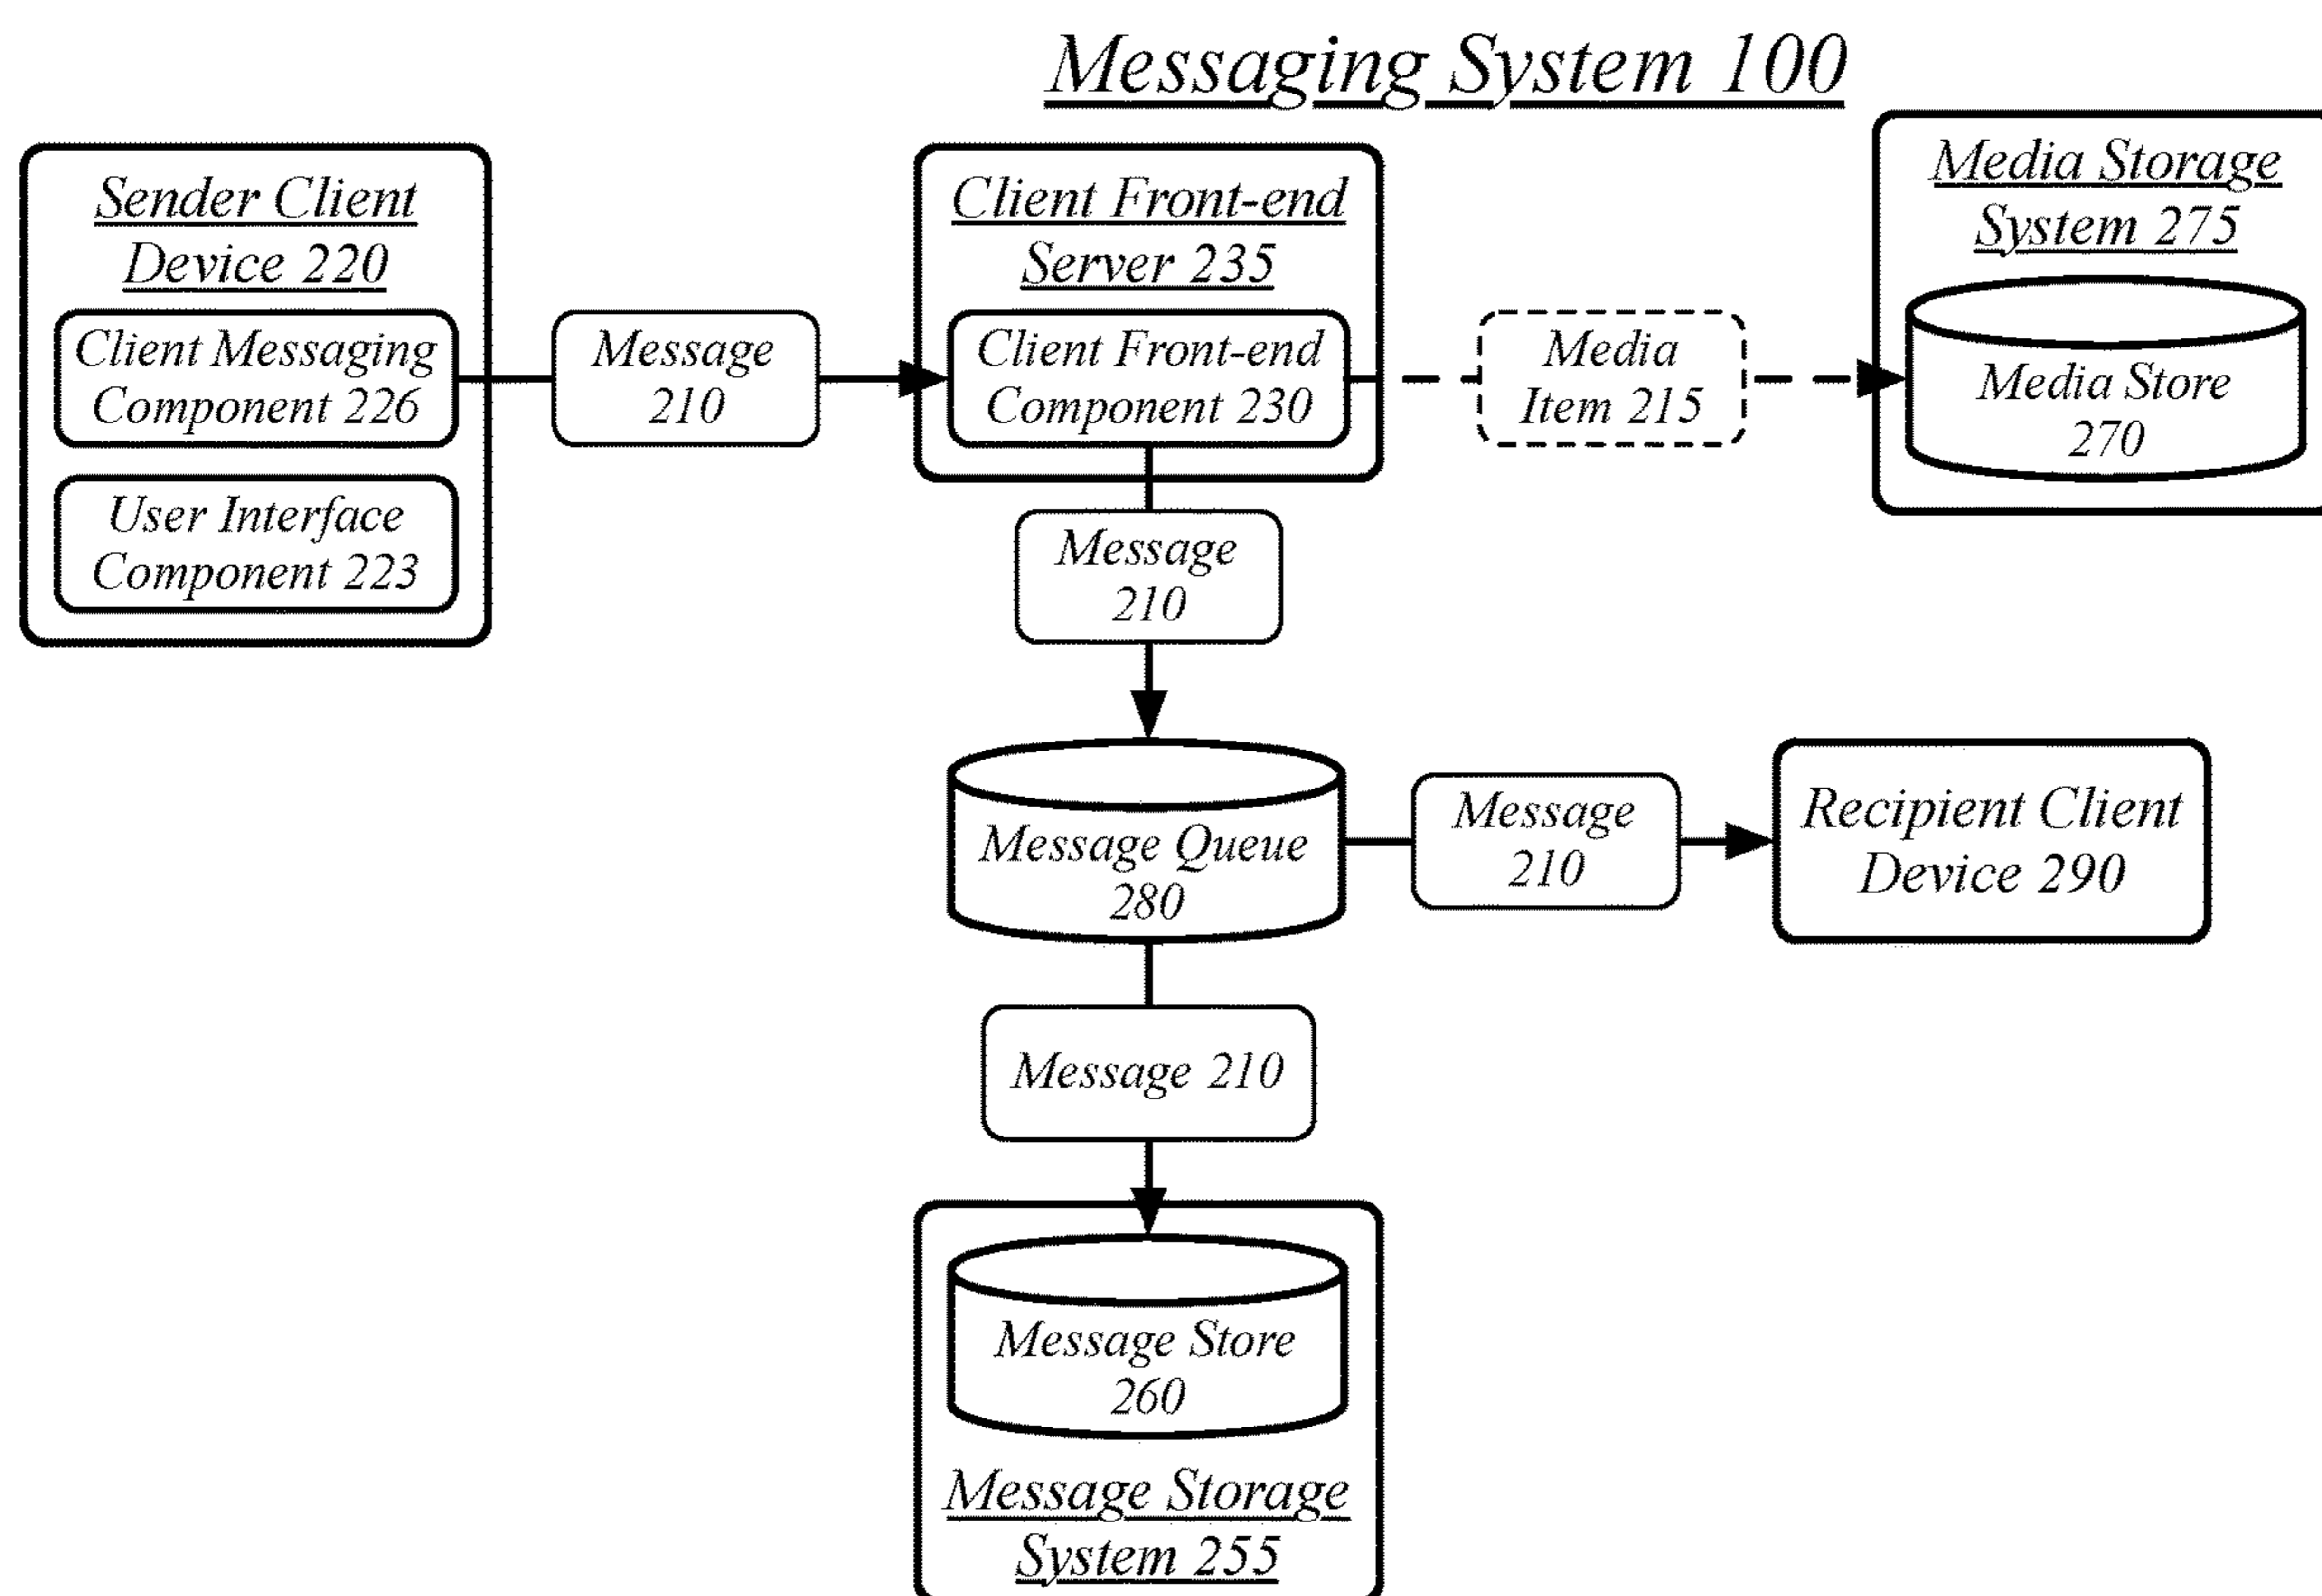 Messaging System 100
Sender Client
Device 220
Client Messaging
Component 226
User Interface
Component 223
Message
210
Client Front-end
Server 235
Client Front-end
Component 230
Media
Item 215
Media Storage
System 275
Media Store
270
Message
210
Message Queue
280
Message
210
Recipient Client
Device 290
Message 210
Message Store
260
Message Storage
System 255